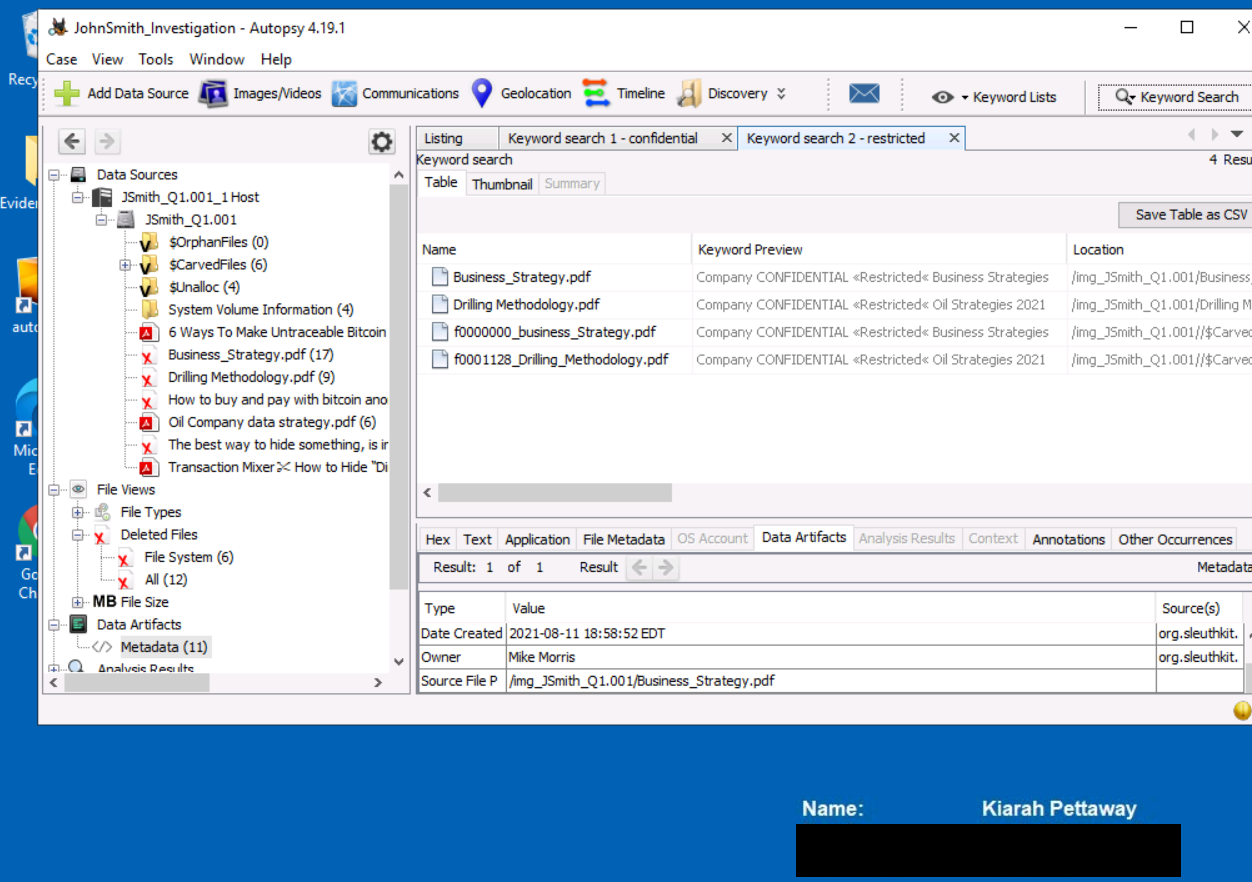 JohnSmith_Investigation - Autopsy 4.19.1
Case View Tools Window Help
Add Data Source Images/Videos Communications Geolocation Timeline Discovery Keyword Lists Keyword Search
Recy
Eviden
auto
Mic
E
Go
Ch
Data Sources
JSmith_Q1.001_1 Host
JSmith_Q1.001
$OrphanFiles (0)
$CarvedFiles (6)
$Unalloc (4)
System Volume Information (4)
6 Ways To Make Untraceable Bitcoin
Business_Strategy.pdf (17)
Drilling Methodology.pdf (9)
How to buy and pay with bitcoin ano
Oil Company data strategy.pdf (6)
The best way to hide something, is ir
Transaction Mixer✂ How to Hide "Di
File Views
File Types
Deleted Files
File System (6)
All (12)
MB File Size
Data Artifacts
Metadata (11)
Analysis Results
Listing Keyword search 1 - confidential Keyword search 2 - restricted
Keyword search 4 Resu
Table Thumbnail Summary
Save Table as CSV
Name Keyword Preview Location
Business_Strategy.pdf Company CONFIDENTIAL «Restricted« Business Strategies /img_JSmith_Q1.001/Business_
Drilling Methodology.pdf Company CONFIDENTIAL «Restricted« Oil Strategies 2021 /img_JSmith_Q1.001/Drilling M
f0000000_business_Strategy.pdf Company CONFIDENTIAL «Restricted« Business Strategies /img_JSmith_Q1.001//$Carved
f0001128_Drilling_Methodology.pdf Company CONFIDENTIAL «Restricted« Oil Strategies 2021 /img_JSmith_Q1.001//$Carved
Hex Text Application File Metadata OS Account Data Artifacts Analysis Results Context Annotations Other Occurrences
Result: 1 of 1 Result Metadata
Type Value Source(s)
Date Created 2021-08-11 18:58:52 EDT org.sleuthkit.
Owner Mike Morris org.sleuthkit.
Source File P /img_JSmith_Q1.001/Business_Strategy.pdf
Name: Kiarah Pettaway